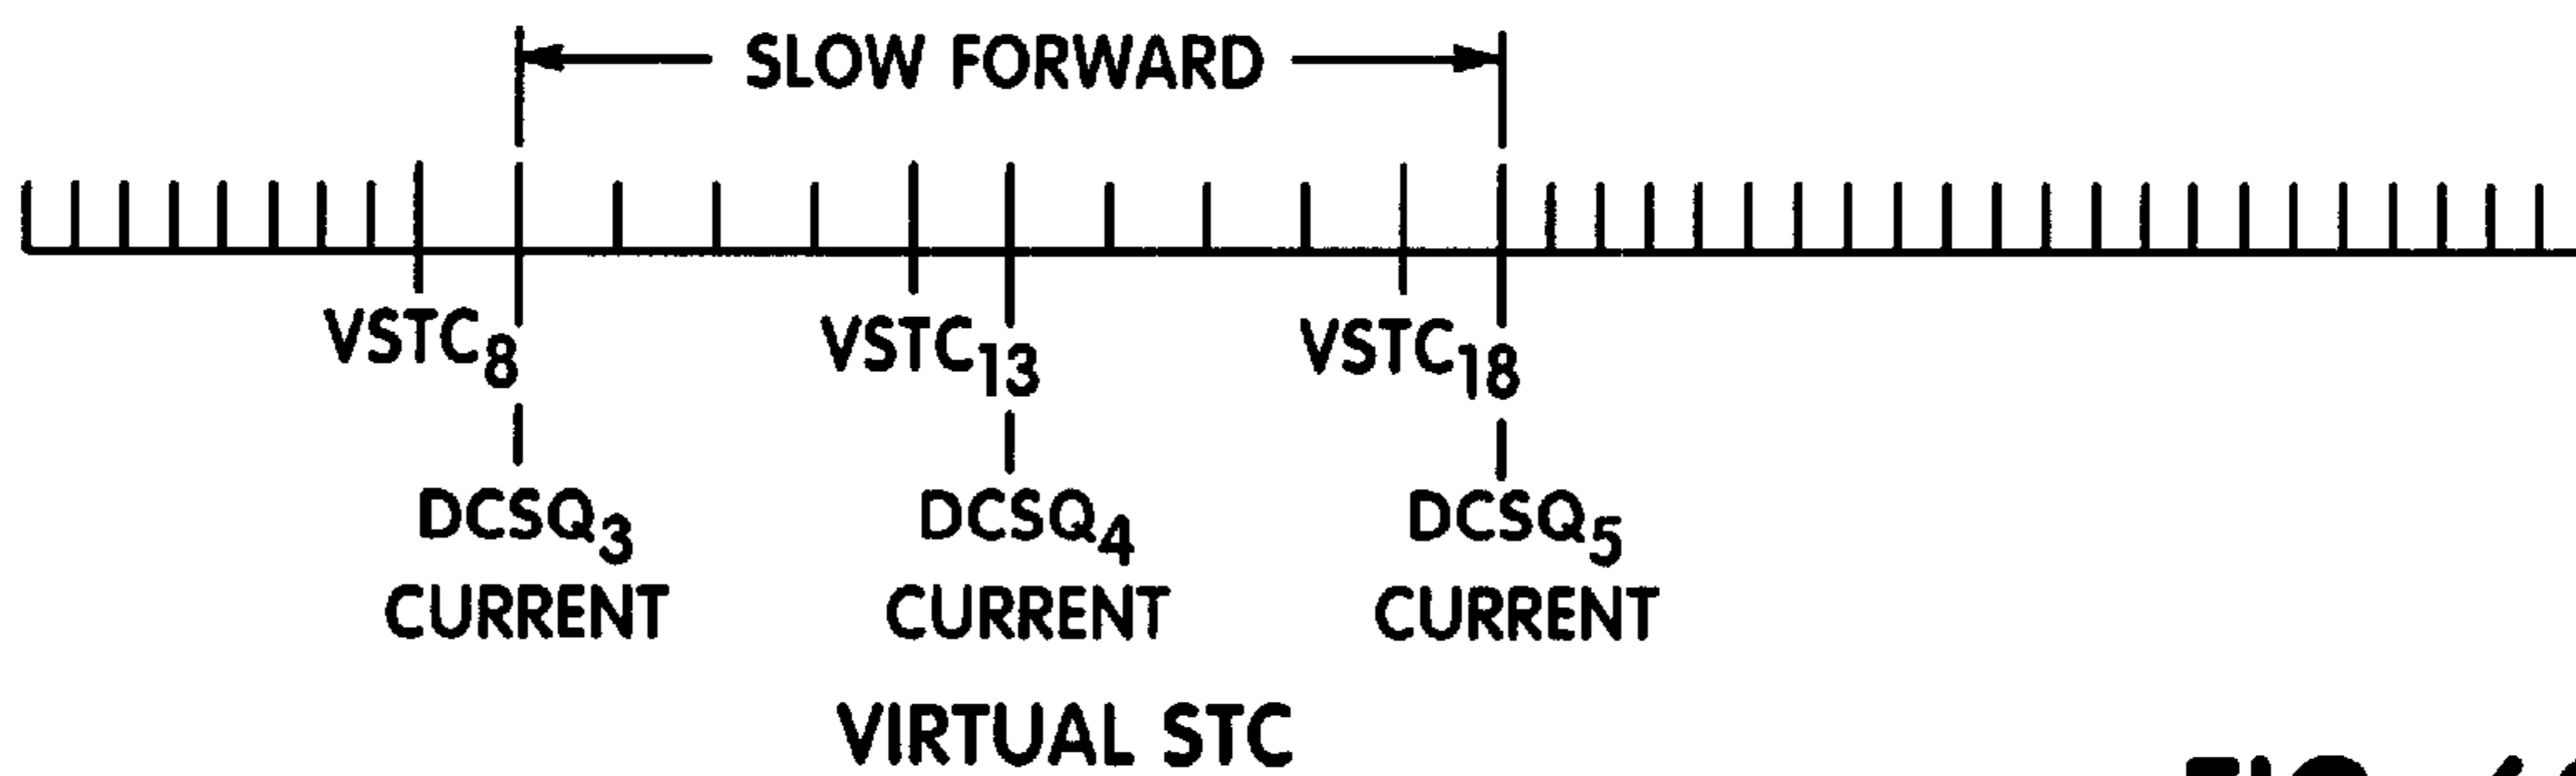 SLOW FORWARD
VSTC8 VSTC13 VSTC18
DCSQ3 DCSQ4 DCSQ5
CURRENT CURRENT CURRENT
VIRTUAL STC